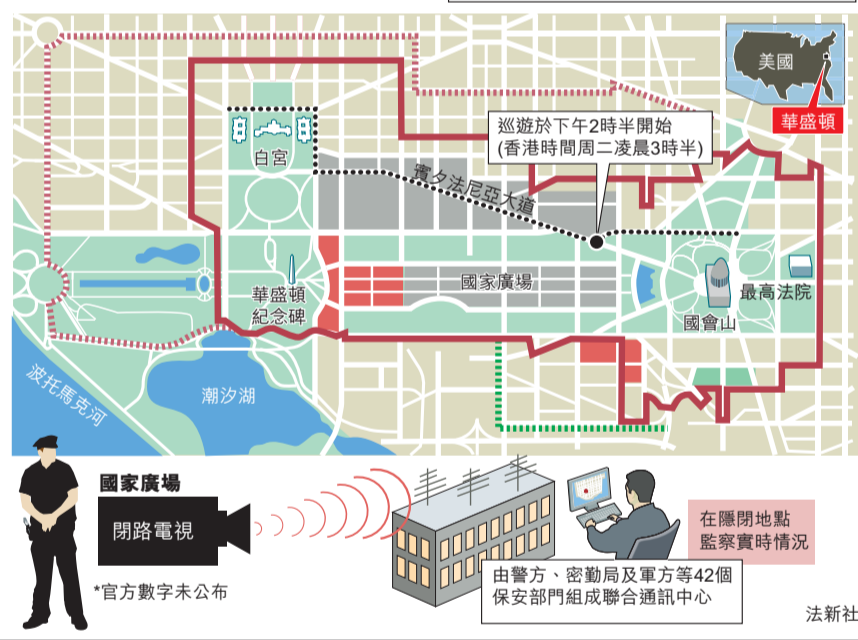 美國
華盛頓
巡遊於下午2時半開始
(香港時間周二凌晨3時半)
白宮
賓夕法尼亞大道
華盛頓
紀念碑
國家廣場
最高法院
國會山
波托馬克河
潮汐湖
國家廣場
閉路電視
*官方數字未公布
由警方、密勤局及軍方等42個
保安部門組成聯合通訊中心
在隱閉地點
監察實時情況
法新社